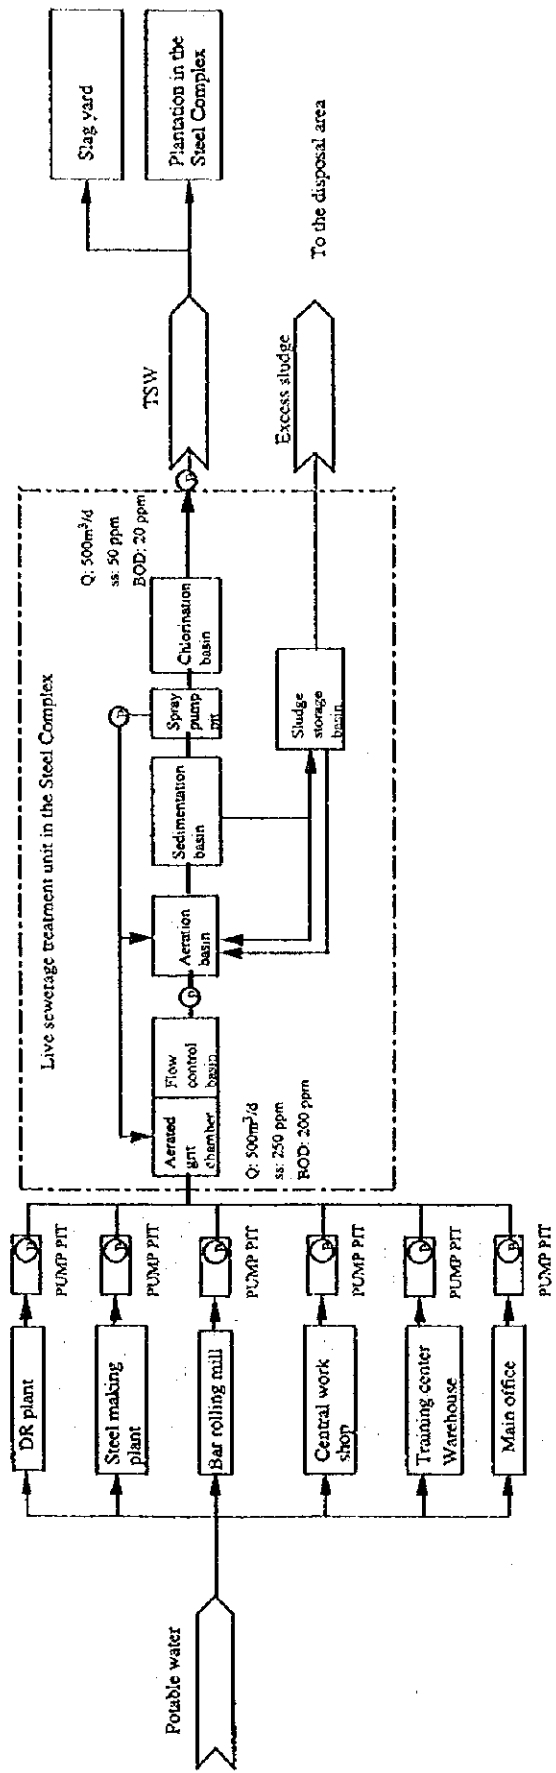 Potable water
DR plant
PUMP PIT
Steel making
plant
PUMP PIT
Bar rolling mill
PUMP PIT
Central work
shop
PUMP PIT
Training center
Warehouse
PUMP PIT
Main office
PUMP PIT
Live sewerage treatment unit in the Steel Complex
Aerated
grit
chamber
Flow
control
basin
Q: 500m³/d
ss: 250 ppm
BOD: 200 ppm
P
Aeration
basin
Sedimentation
basin
Spray
pump
pit
P
Chlorination
basin
Sludge
storage
basin
Q: 500m³/d
ss: 50 ppm
BOD: 20 ppm
P
TSW
Excess sludge
To the disposal area
Slag yard
Plantation in the
Steel Complex